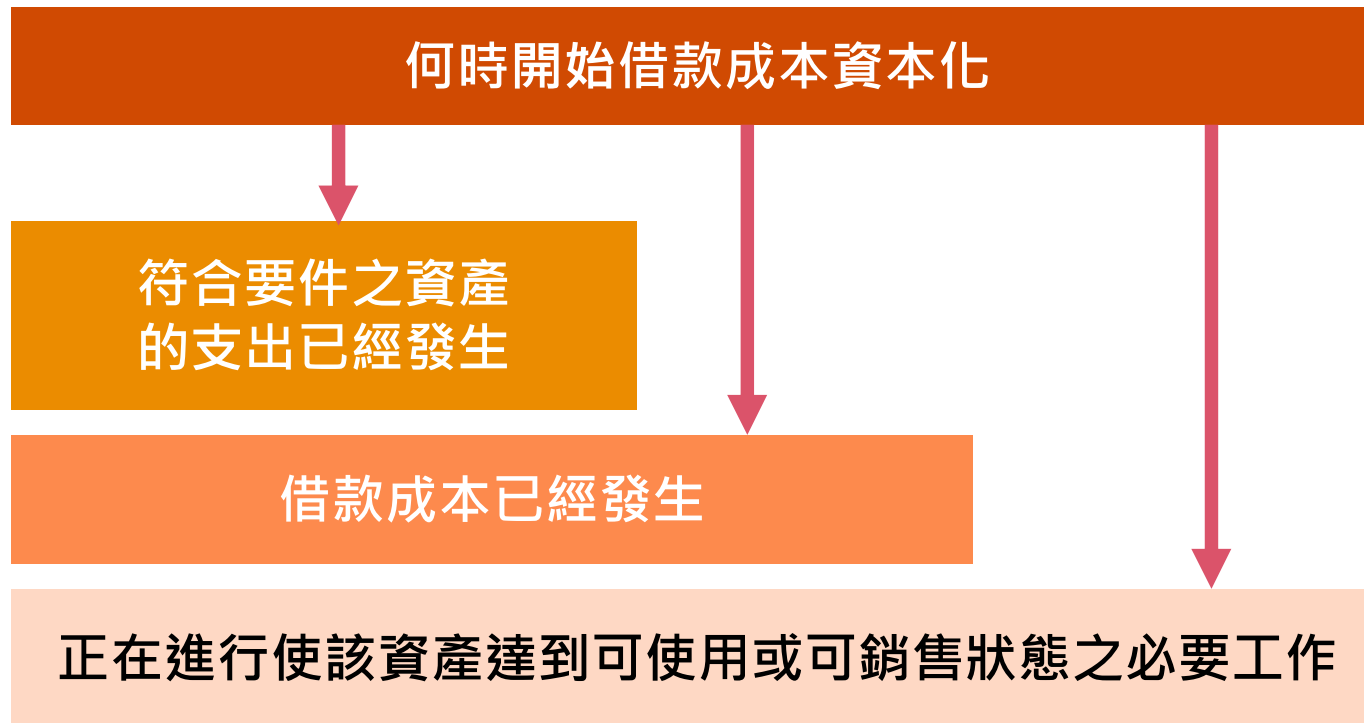 何時開始借款成本資本化
符合要件之資產
的支出已經發生
借款成本已經發生
正在進行使該資產達到可使用或可銷售狀態之必要工作